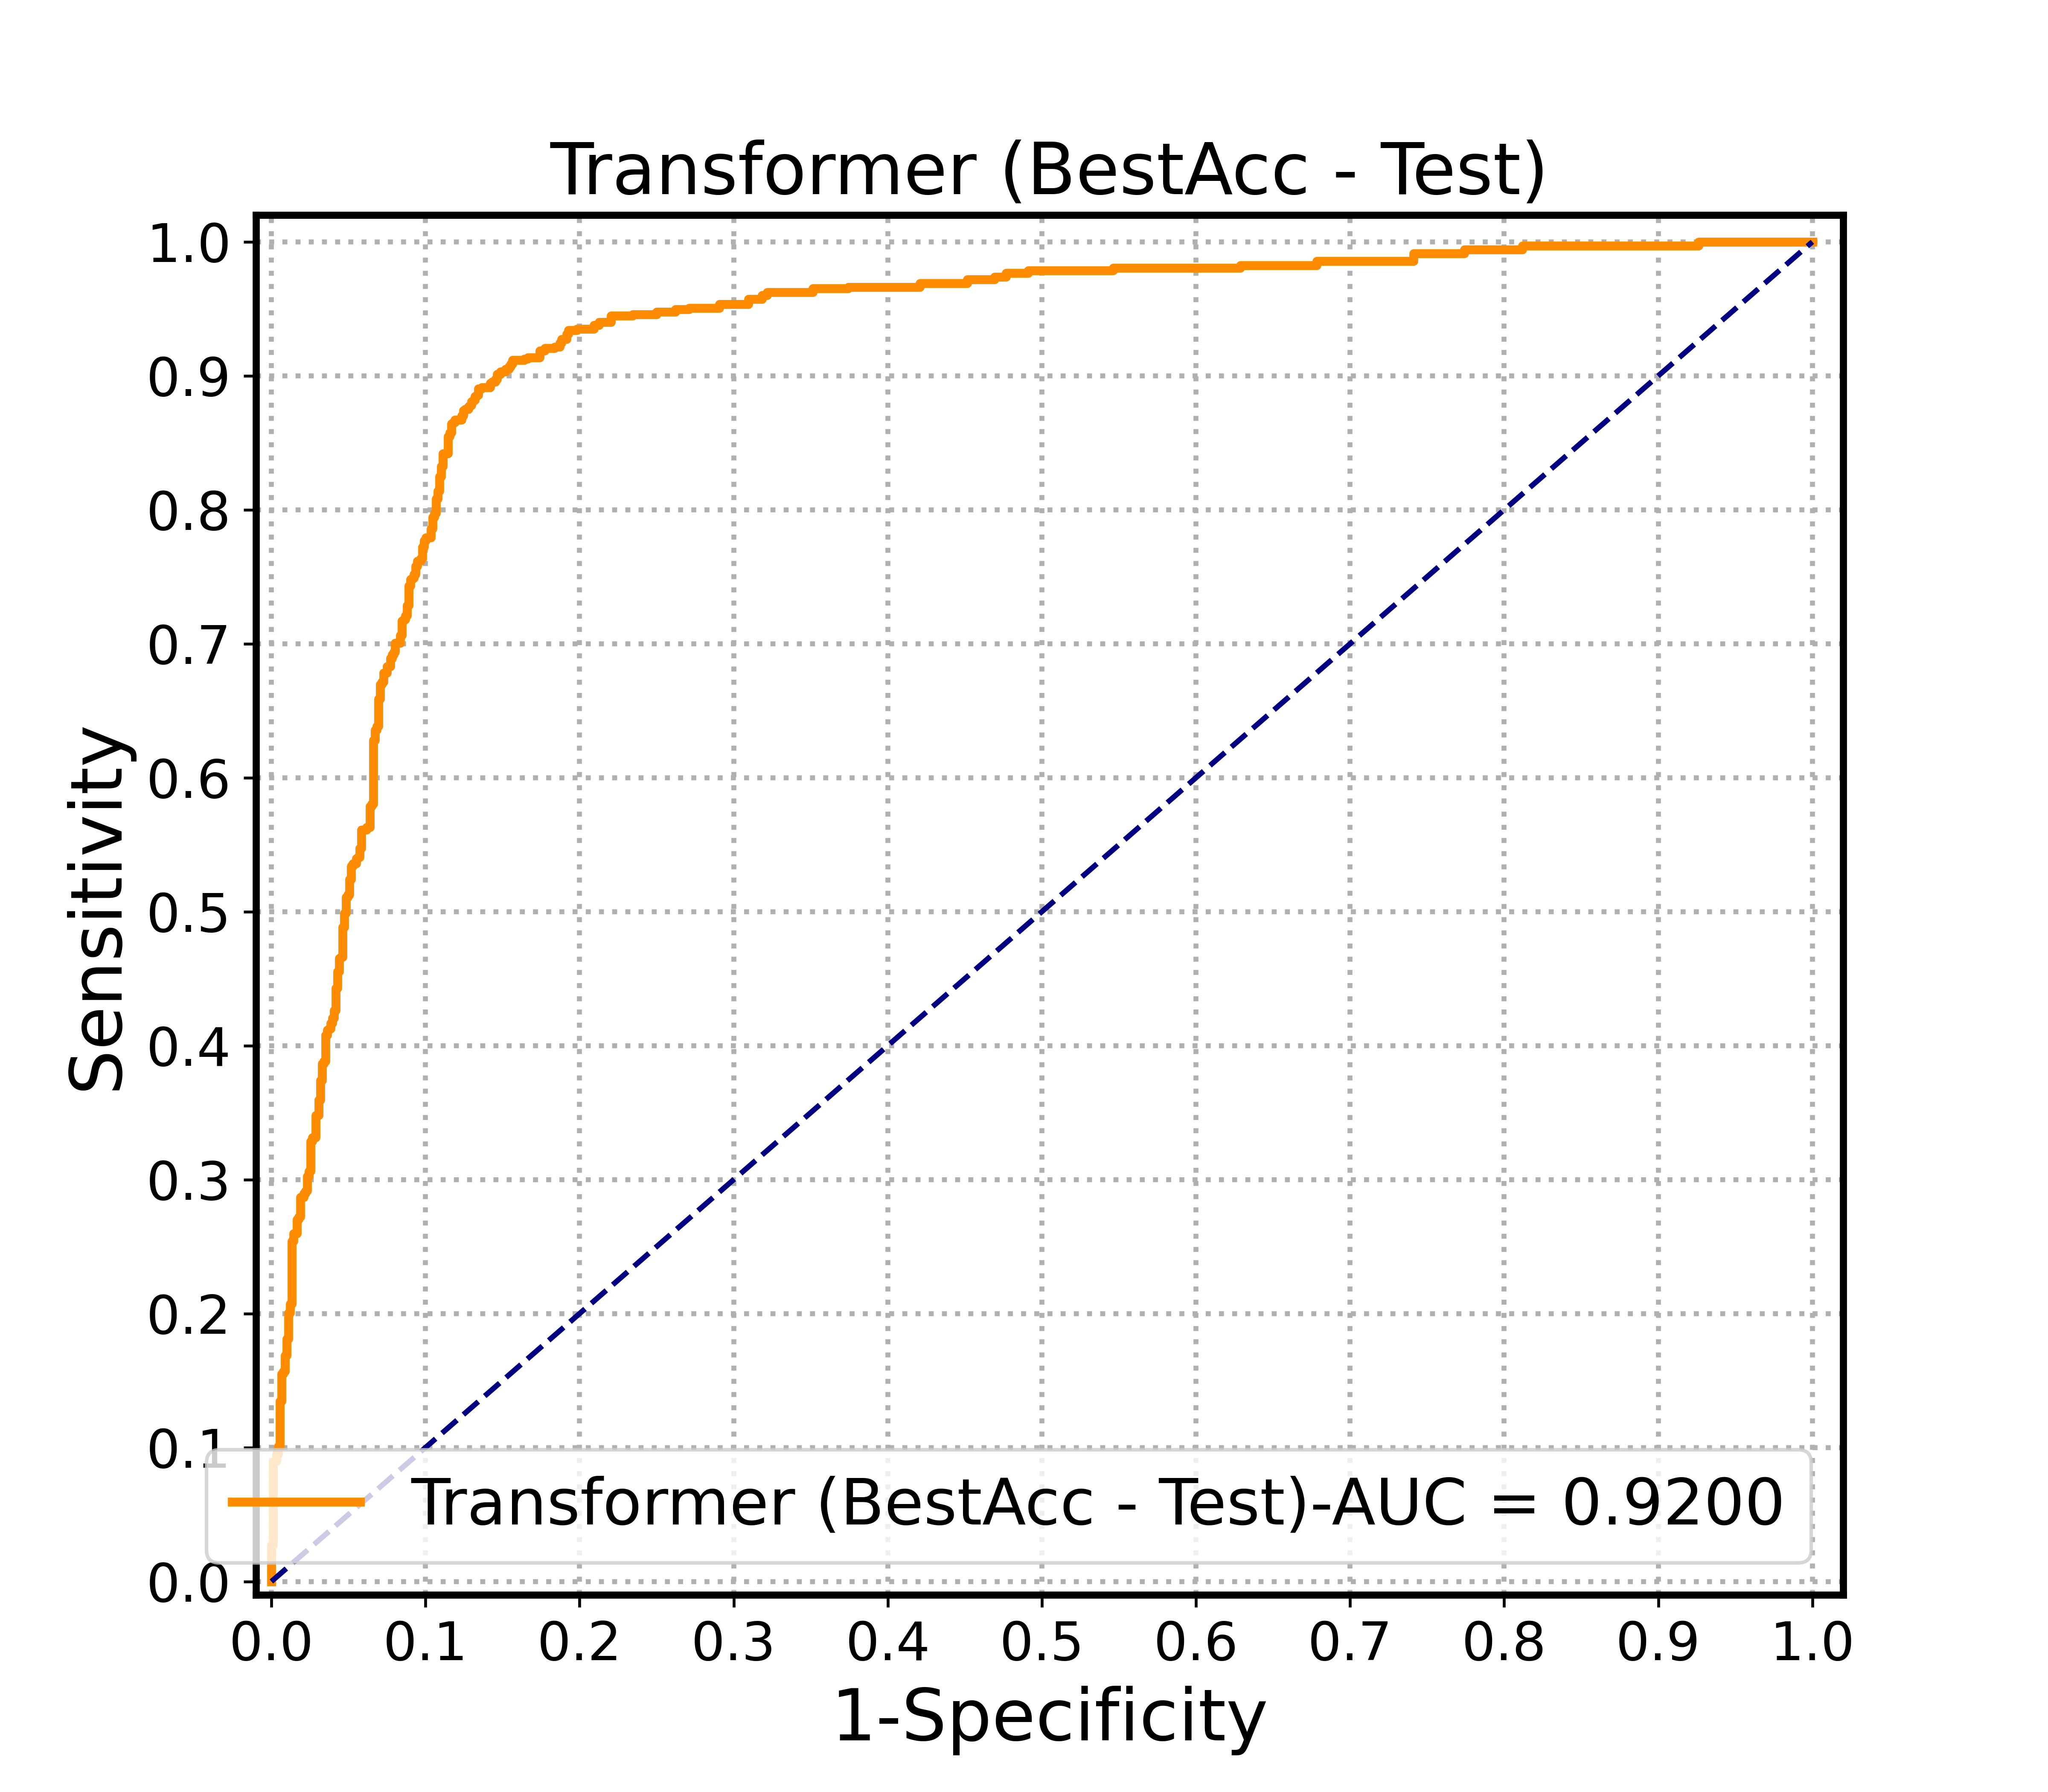 Transformer (BestAcc - Test)
1.0
0.9
0.8
0.7
0.6
0.5
0.4
0.3
0.2
0.1
0.0
Sensitivity
Transformer (BestAcc - Test)-AUC = 0.9200
0.0 0.1 0.2 0.3 0.4 0.5 0.6 0.7 0.8 0.9 1.0
1-Specificity